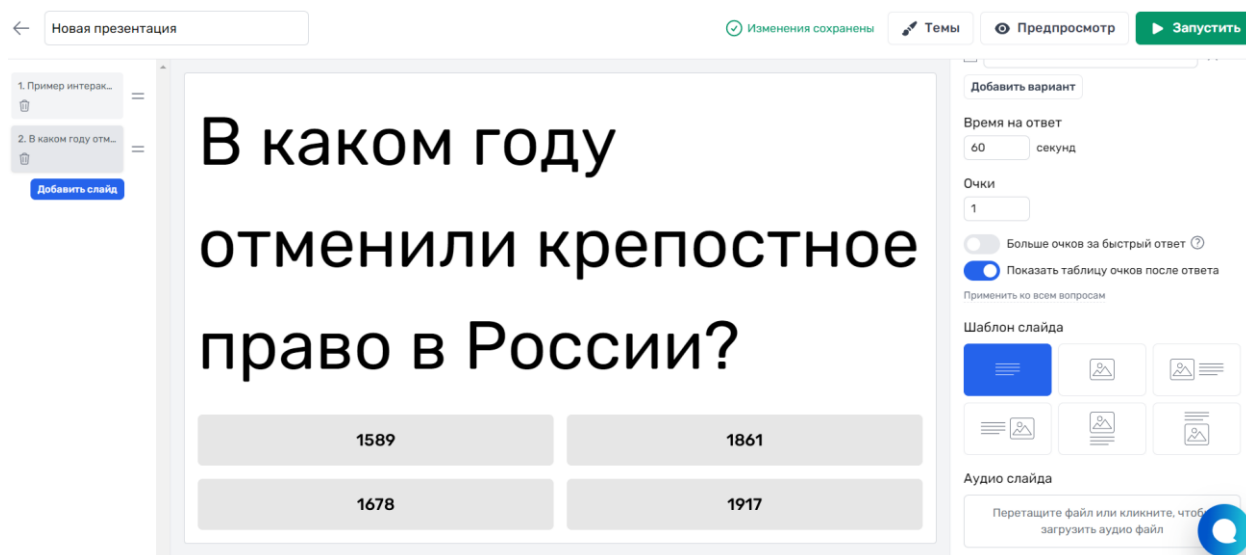 Новая презентация
Изменения сохранены
Темы
Предпросмотр
Запустить
1. Пример интерак...
2. В каком году отм...
Добавить слайд
В каком году
отменили крепостное
право в России?
1589
1861
1678
1917
Добавить вариант
Время на ответ
60 секунд
Очки
1
Больше очков за быстрый ответ ?
Показать таблицу очков после ответа
Применить ко всем вопросам
Шаблон слайда
Аудио слайда
Перетащите файл или кликните,
загрузить аудио файл